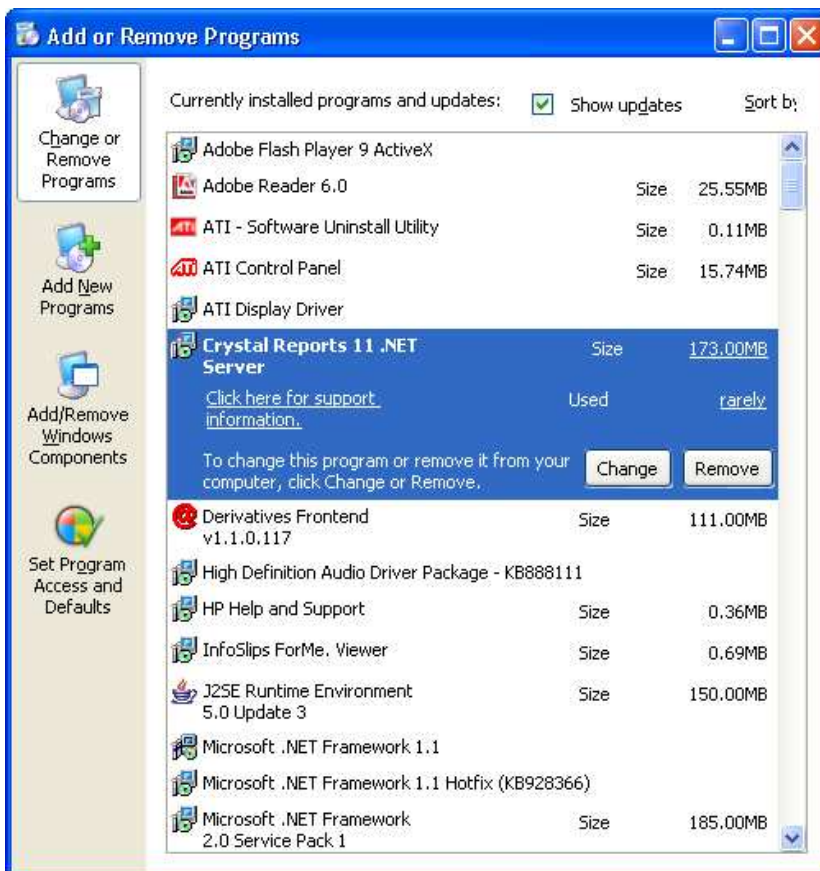 Add or Remove Programs
Change or
Remove
Programs
Add New
Programs
Add/Remove
Windows
Components
Set Program
Access and
Defaults
Currently installed programs and updates:
Show updates
Sort by
Adobe Flash Player 9 ActiveX
Adobe Reader 6.0 Size 25.55MB
ATI - Software Uninstall Utility Size 0.11MB
ATI Control Panel Size 15.74MB
ATI Display Driver
Crystal Reports 11 .NET Size 173.00MB
Server
Click here for support Used rarely
information.
To change this program or remove it from your
computer, click Change or Remove.
Change Remove
Derivatives Frontend Size 111.00MB
v1.1.0.117
High Definition Audio Driver Package - KB888111
HP Help and Support Size 0.36MB
InfoSlips ForMe. Viewer Size 0.69MB
J2SE Runtime Environment Size 150.00MB
5.0 Update 3
Microsoft .NET Framework 1.1
Microsoft .NET Framework 1.1 Hotfix (KB928366)
Microsoft .NET Framework Size 185.00MB
2.0 Service Pack 1